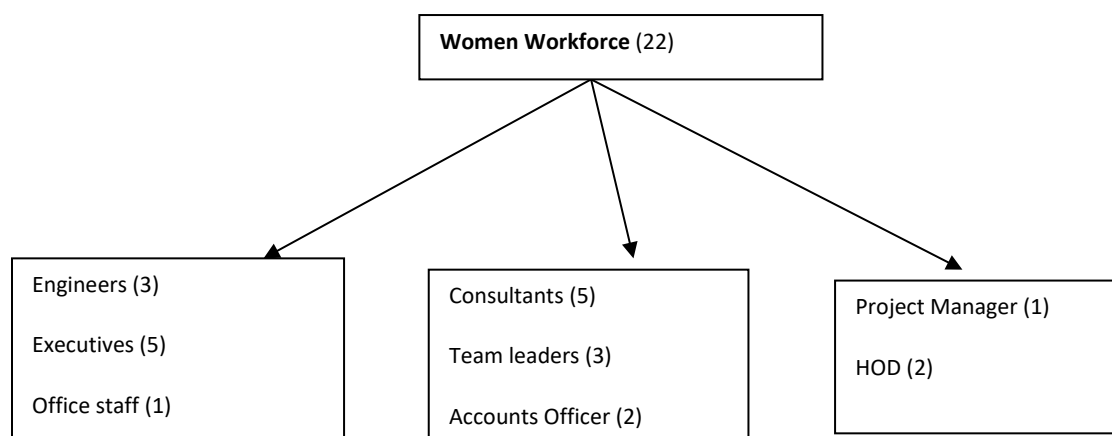 Women Workforce (22)
Engineers (3)
Executives (5)
Office staff (1)
Consultants (5)
Team leaders (3)
Accounts Officer (2)
Project Manager (1)
HOD (2)